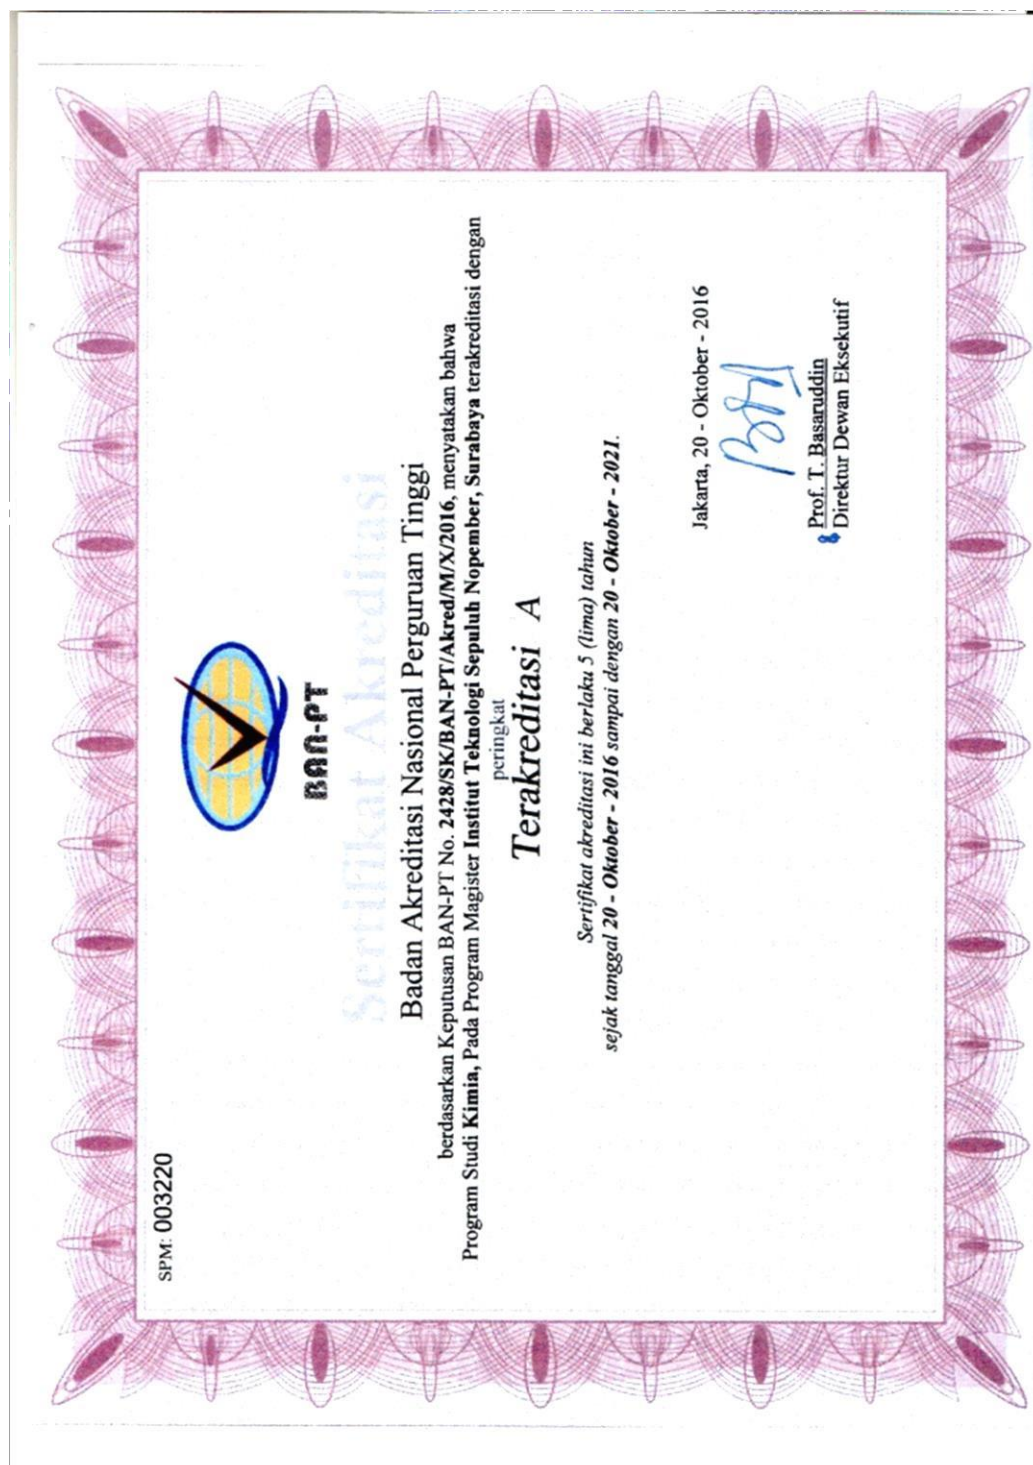 SPM: 003220
BAN-PT
Sertifikat Akreditasi
Badan Akreditasi Nasional Perguruan Tinggi
berdasarkan Keputusan BAN-PT No. 2428/SK/BAN-PT/Akred/M/X/2016, menyatakan bahwa
Program Studi Kimia, Pada Program Magister Institut Teknologi Sepuluh Nopember, Surabaya terakreditasi dengan
peringkat
Terakreditasi A
Sertifikat akreditasi ini berlaku 5 (lima) tahun
sejak tanggal 20 - Oktober - 2016 sampai dengan 20 - Oktober - 2021.
Jakarta, 20 - Oktober - 2016
Prof. T. Basaruddin
Direktur Dewan Eksekutif